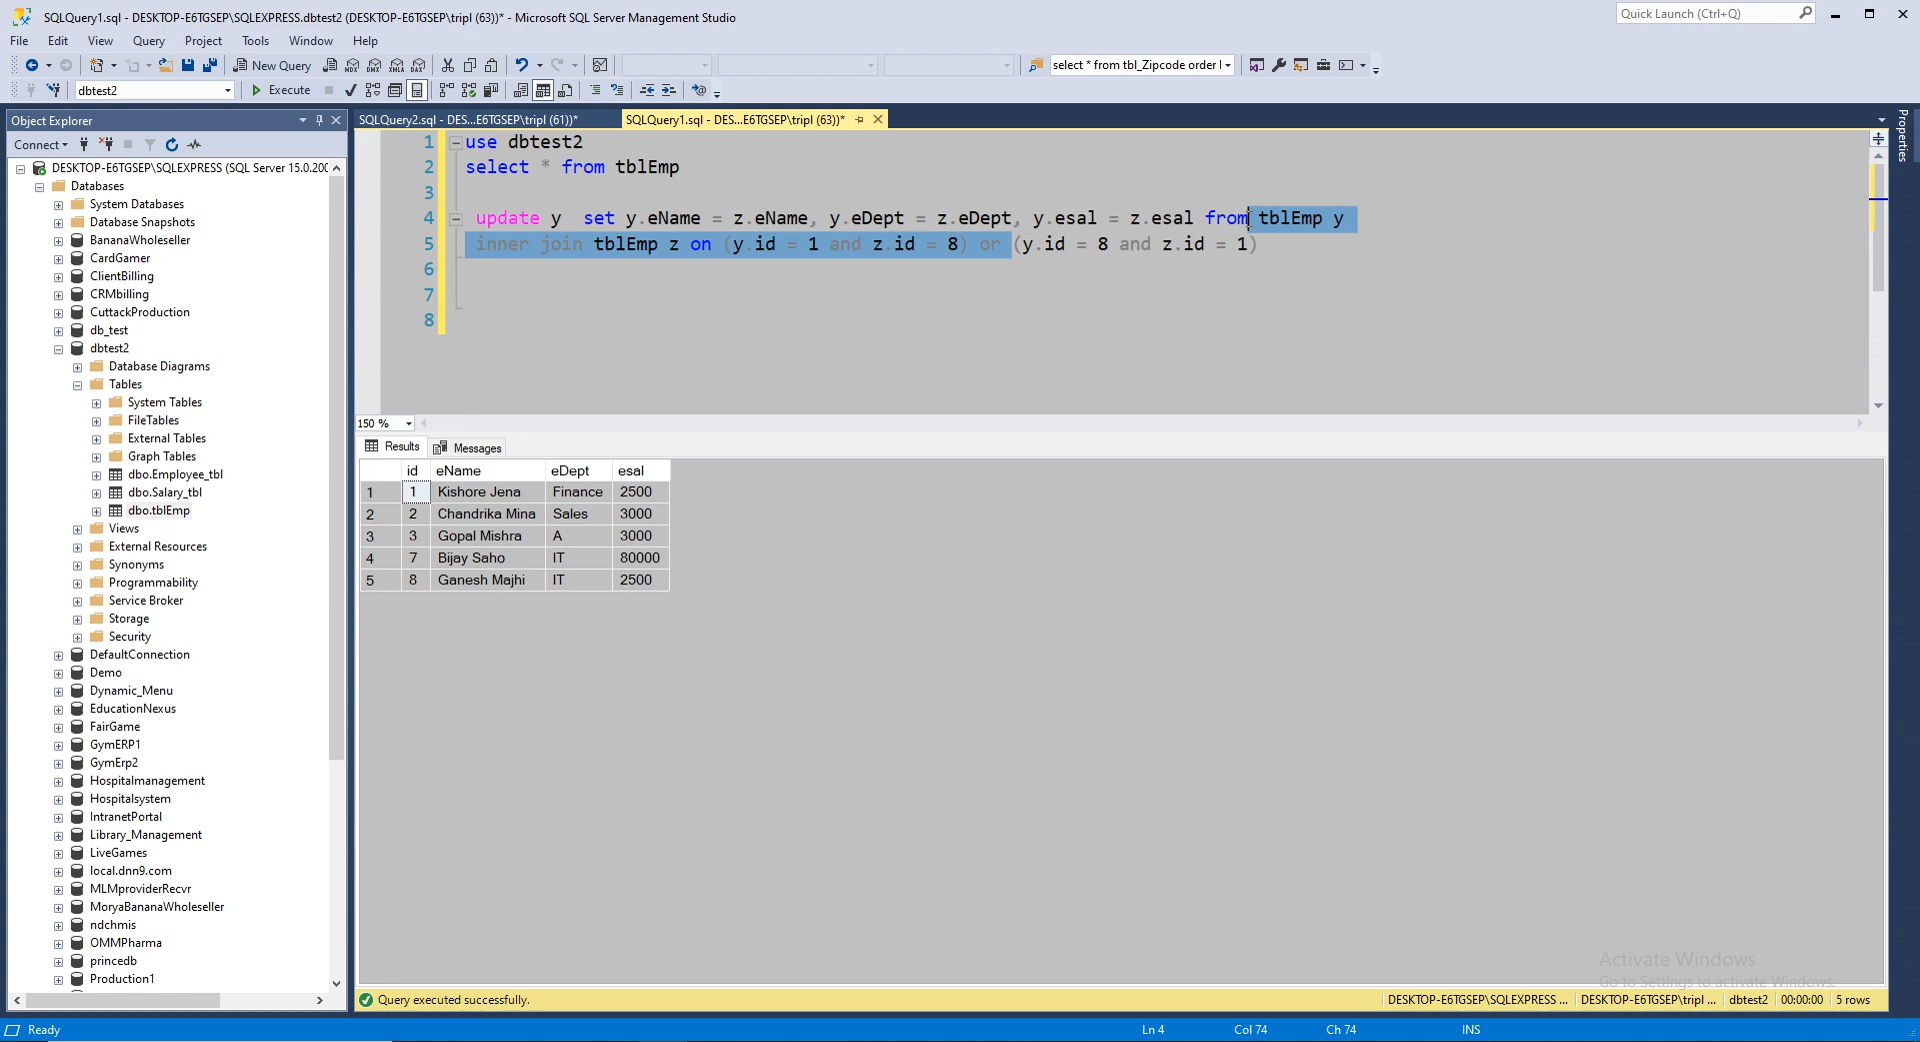 SQLQuery1.sql - DESKTOP-E6TGSEP\SQLEXPRESS.dbtest2 (DESKTOP-E6TGSEP\tripl (63))* - Microsoft SQL Server Management Studio
Quick Launch (Ctrl+Q)
File Edit View Query Project Tools Window Help
New Query MDX DMX XMLA DAX select * from tbl_Zipcode order l
dbtest2 Execute
Object Explorer
Connect
DESKTOP-E6TGSEP\SQLEXPRESS (SQL Server 15.0.200
Databases
System Databases
Database Snapshots
BananaWholeseller
CardGamer
ClientBilling
CRMbilling
CuttackProduction
db_test
dbtest2
Database Diagrams
Tables
System Tables
FileTables
External Tables
Graph Tables
dbo.Employee_tbl
dbo.Salary_tbl
dbo.tblEmp
Views
External Resources
Synonyms
Programmability
Service Broker
Storage
Security
DefaultConnection
Demo
Dynamic_Menu
EducationNexus
FairGame
GymERP1
GymErp2
Hospitalmanagement
Hospitalsystem
IntranetPortal
Library_Management
LiveGames
local.dnn9.com
MLMproviderRecvr
MoryaBananaWholeseller
ndchmis
OMMPharma
princedb
Production1
SQLQuery2.sql - DES...E6TGSEP\tripl (61))* SQLQuery1.sql - DES...E6TGSEP\tripl (63))*
1 use dbtest2
2 select * from tblEmp
3
4 update y set y.eName = z.eName, y.eDept = z.eDept, y.esal = z.esal from tblEmp y
5 inner join tblEmp z on (y.id = 1 and z.id = 8) or (y.id = 8 and z.id = 1)
6
7
8
150 %
Results Messages
id eName eDept esal
1 1 Kishore Jena Finance 2500
2 2 Chandrika Mina Sales 3000
3 3 Gopal Mishra A 3000
4 7 Bijay Saho IT 80000
5 8 Ganesh Majhi IT 2500
Properties
Activate Windows
Go to Settings to activate Windows.
Query executed successfully. DESKTOP-E6TGSEP\SQLEXPRESS ... DESKTOP-E6TGSEP\tripl ... dbtest2 00:00:00 5 rows
Ready Ln 4 Col 74 Ch 74 INS